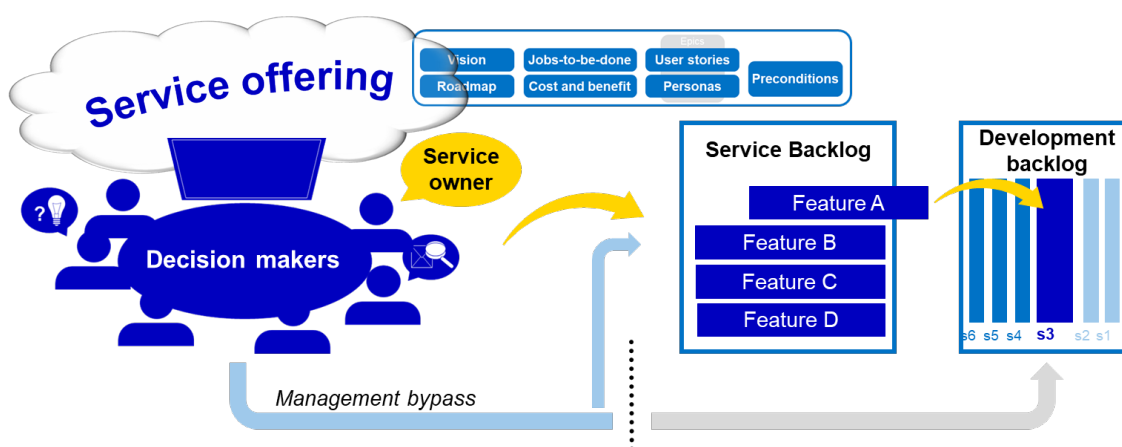 Service offering
Epics
Vision
Jobs-to-be-done
User stories
Roadmap
Cost and benefit
Personas
Preconditions
Service
owner
?
Decision makers
Service Backlog
Feature A
Feature B
Feature C
Feature D
Development
backlog
s6 s5 s4 s3 s2 s1
Management bypass